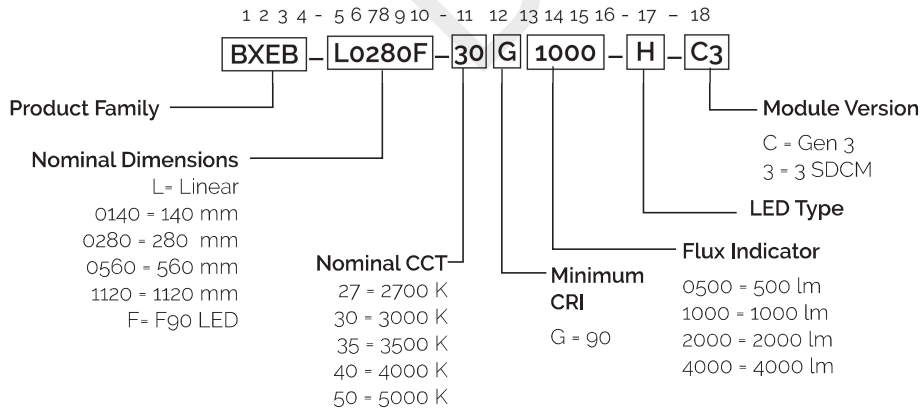 1 2 3 4 - 5 6 7 8 9 10 - 11 12 13 14 15 16 - 17 - 18
BXEB – L0280F – 30 G 1000 – H – C3
Product Family
Module Version
C = Gen 3
3 = 3 SDCM
Nominal Dimensions
L= Linear
0140 = 140 mm
0280 = 280 mm
0560 = 560 mm
1120 = 1120 mm
F= F90 LED
LED Type
Nominal CCT
27 = 2700 K
30 = 3000 K
35 = 3500 K
40 = 4000 K
50 = 5000 K
Minimum
CRI
G = 90
Flux Indicator
0500 = 500 lm
1000 = 1000 lm
2000 = 2000 lm
4000 = 4000 lm